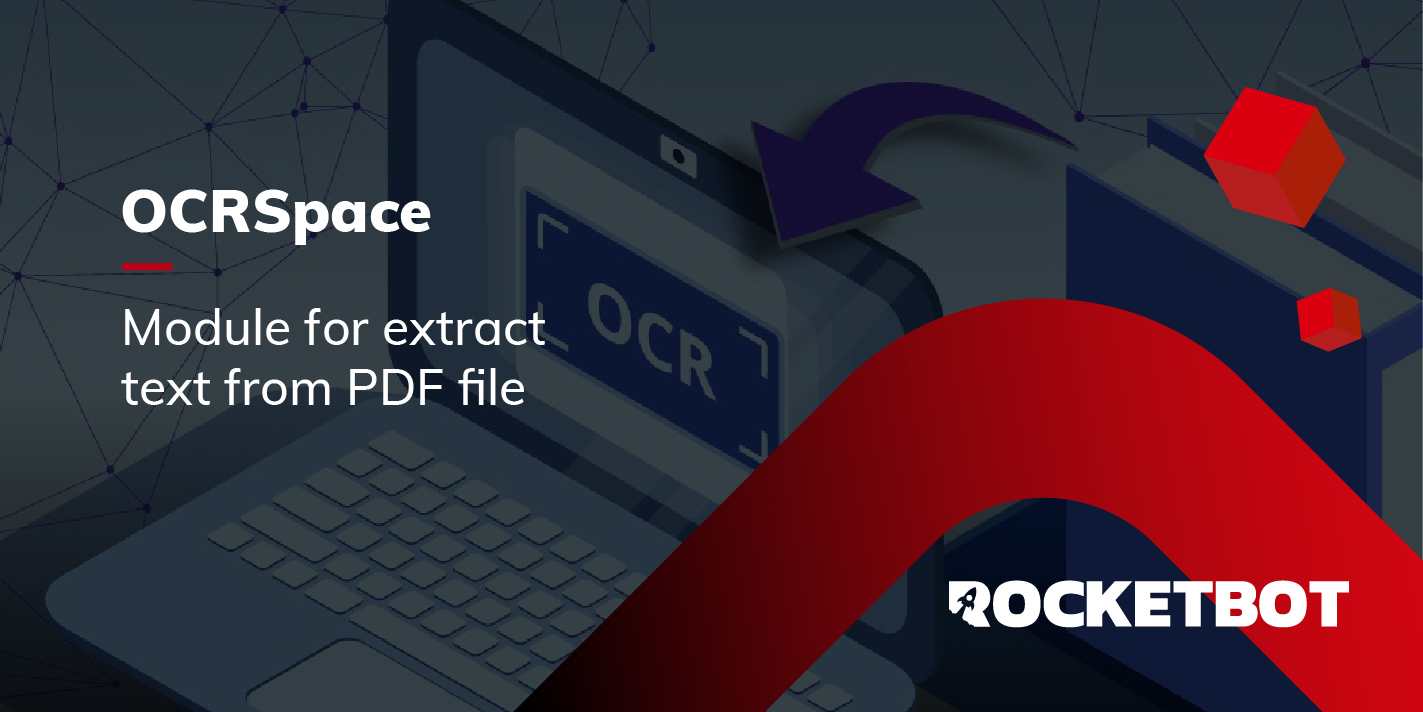 OCRSpace
Module for extract
text from PDF file
OCR
ROCKETBOT